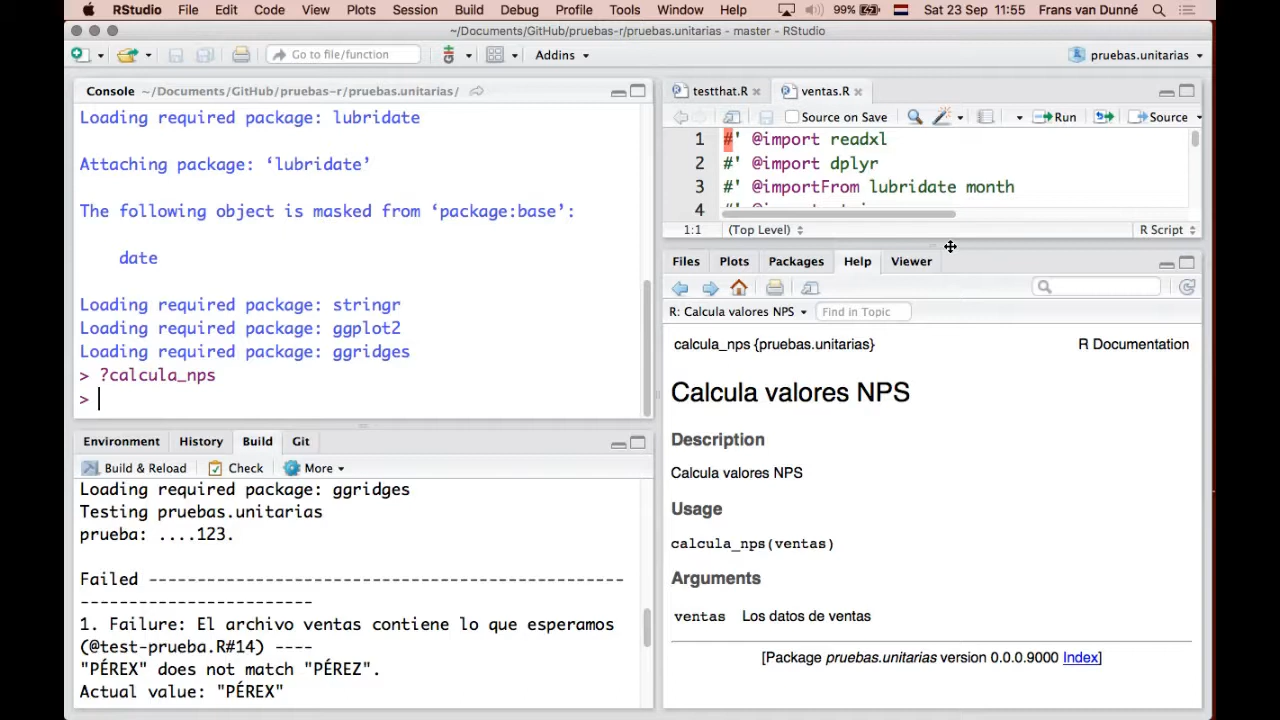 RStudio File Edit Code View Plots Session Build Debug Profile Tools Window Help 99% Sat 23 Sep 11:55 Frans van Dunné
~/Documents/GitHub/pruebas-r/pruebas.unitarias - master - RStudio
Go to file/function Addins pruebas.unitarias
Console ~/Documents/GitHub/pruebas-r/pruebas.unitarias/
Loading required package: lubridate
Attaching package: ‘lubridate’
The following object is masked from ‘package:base’:
date
Loading required package: stringr
Loading required package: ggplot2
Loading required package: ggridges
> ?calcula_nps
>
Environment History Build Git
Build & Reload Check More
Loading required package: ggridges
Testing pruebas.unitarias
prueba: ....123.
Failed -------------------------------------------------
------------------------
1. Failure: El archivo ventas contiene lo que esperamos
(@test-prueba.R#14) ----
"PÉREX" does not match "PÉREZ".
Actual value: "PÉREX"
testthat.R ventas.R
Source on Save Run Source
1 #' @import readxl
2 #' @import dplyr
3 #' @importFrom lubridate month
4
1:1 (Top Level) R Script
Files Plots Packages Help Viewer
R: Calcula valores NPS Find in Topic
calcula_nps {pruebas.unitarias} R Documentation
Calcula valores NPS
Description
Calcula valores NPS
Usage
calcula_nps(ventas)
Arguments
ventas Los datos de ventas
[Package pruebas.unitarias version 0.0.0.9000 Index]